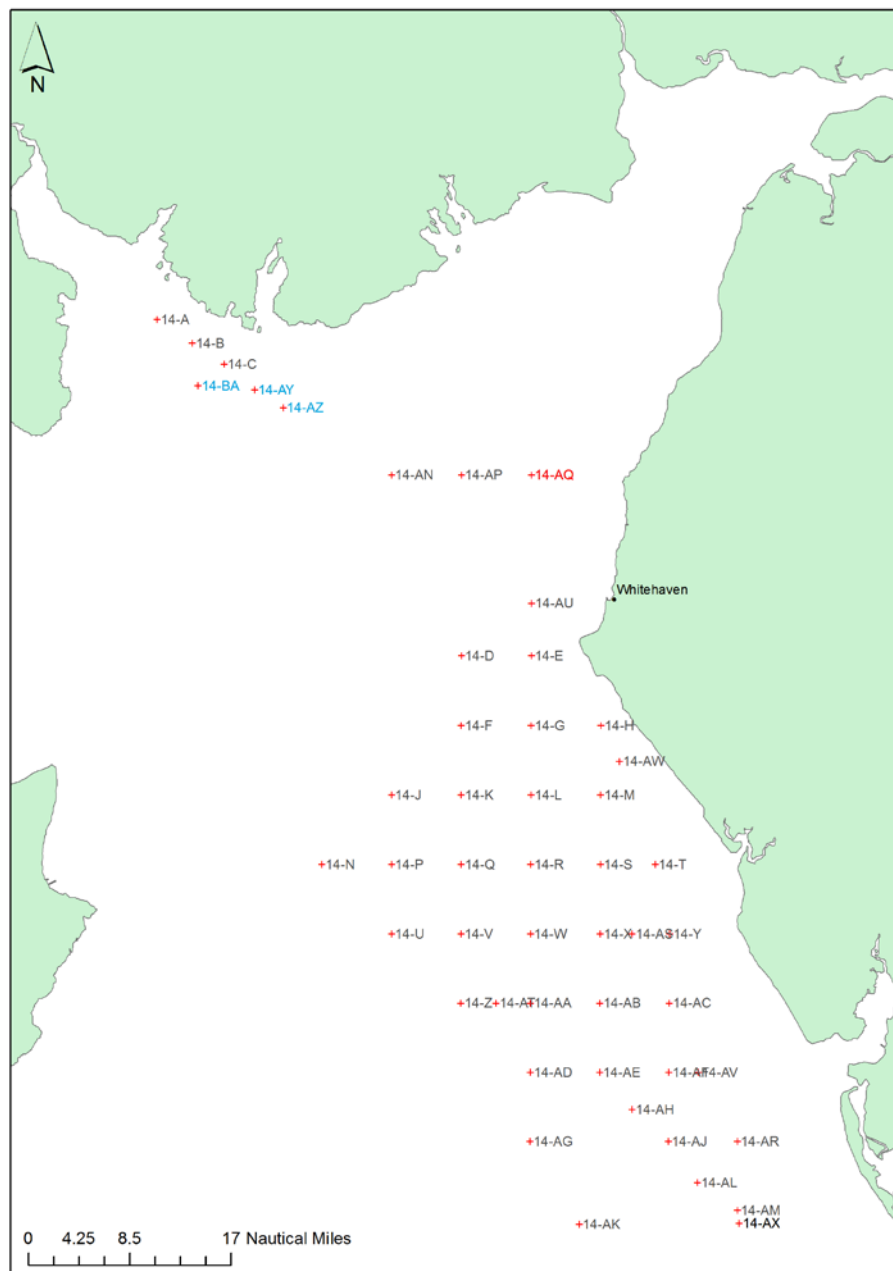 N
14-A
14-B
14-C
14-BA
14-AY
14-AZ
14-AN 14-AP 14-AQ
14-AU Whitehaven
14-D 14-E
14-F 14-G 14-H
14-AW
14-J 14-K 14-L 14-M
14-N 14-P 14-Q 14-R 14-S 14-T
14-U 14-V 14-W 14-X 14-AS 14-Y
14-Z 14-AT 14-AA 14-AB 14-AC
14-AD 14-AE 14-AF 14-AV
14-AH
14-AG 14-AJ 14-AR
14-AL
14-AM
14-AK 14-AX
0 4.25 8.5 17 Nautical Miles